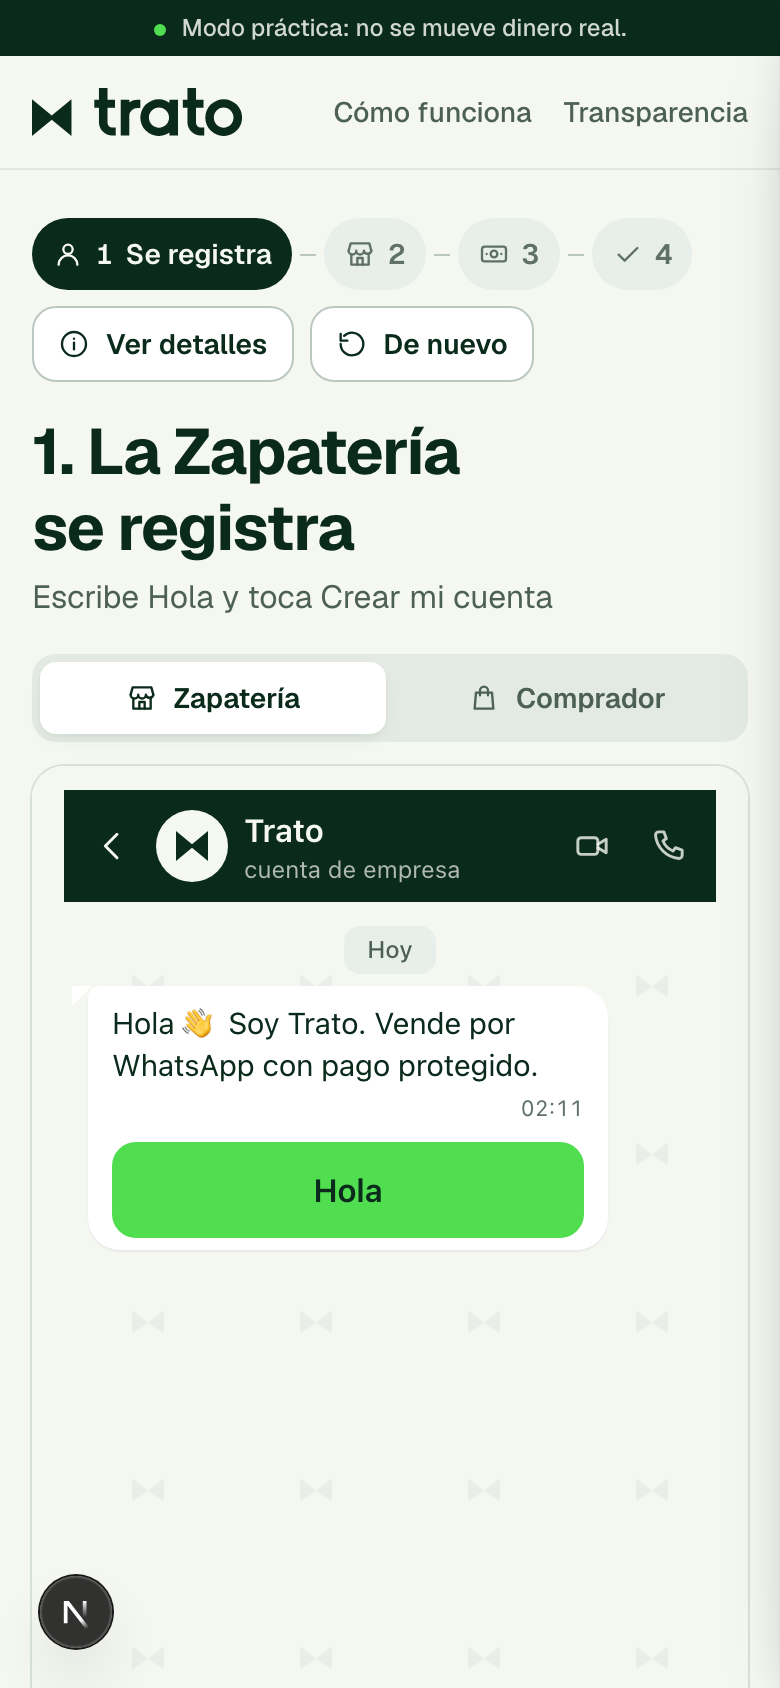 Modo práctica: no se mueve dinero real.
trato
Cómo funciona
Transparencia
1 Se registra
2
3
4
Ver detalles
De nuevo
1. La Zapatería
se registra
Escribe Hola y toca Crear mi cuenta
Zapatería
Comprador
Trato
cuenta de empresa
Hoy
Hola 👋 Soy Trato. Vende por
WhatsApp con pago protegido.
02:11
Hola
N